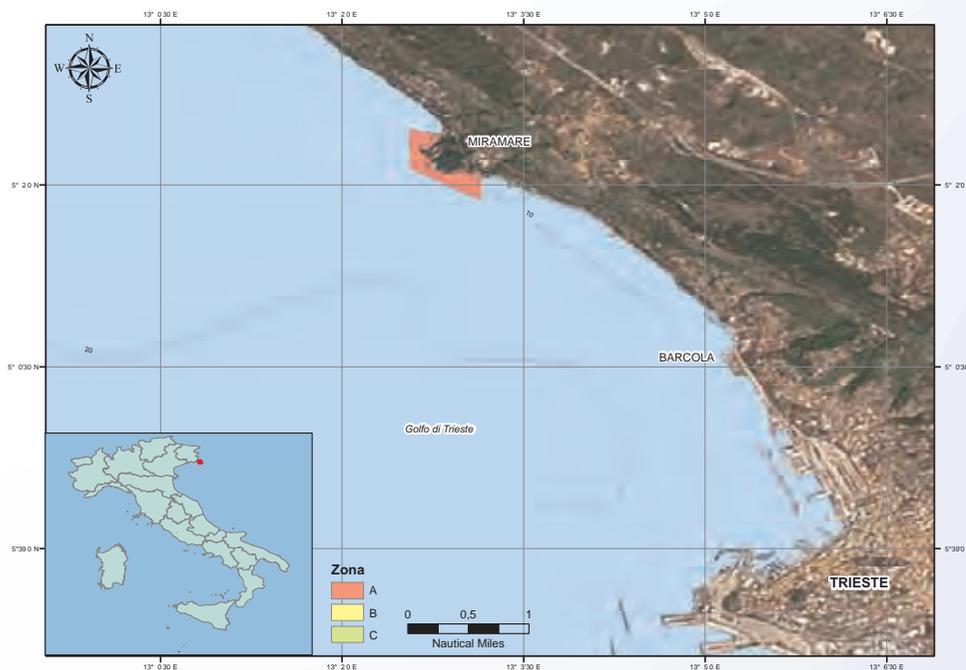 13° 0 30 E
13° 2 0 E
13° 3 30 E
13° 5 0 E
13° 6 30 E
N
W
E
S
MIRAMARE
5° 2 0 N
5° 2 0
10
20
BARCOLA
5° 0 30
5° 0 3
Golfo di Trieste
5°39 0 N
5°39 0
Zona
A
B
C
0
0,5
1
Nautical Miles
TRIESTE
13° 0 30 E
13° 2 0 E
13° 3 30 E
13° 5 0 E
13° 6 30 E